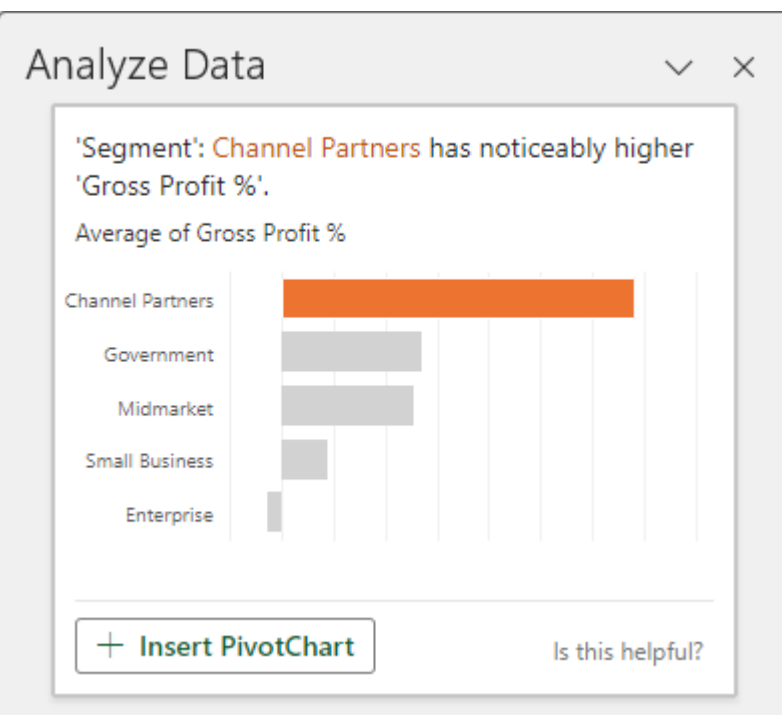 Analyze Data
'Segment': Channel Partners has noticeably higher
'Gross Profit %'.
Average of Gross Profit %
Channel Partners
Government
Midmarket
Small Business
Enterprise
+ Insert PivotChart
Is this helpful?